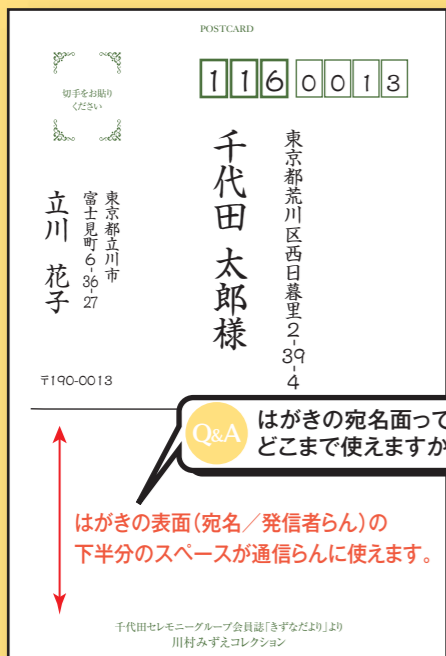 POSTCARD
切手をお貼り
ください
1160013
東京都荒川区西日暮里2-39-4
千代田 太郎様
東京都立川市
富士見町6-36-27
立川 花子
〒190-0013
Q&A
はがきの宛名面って
どこまで使えますか
はがきの表面(宛名/発信者らん)の
下半分のスペースが通信らんに使えます。
千代田セレモニーグループ会員誌「きずなだより」より
川村みずえコレクション